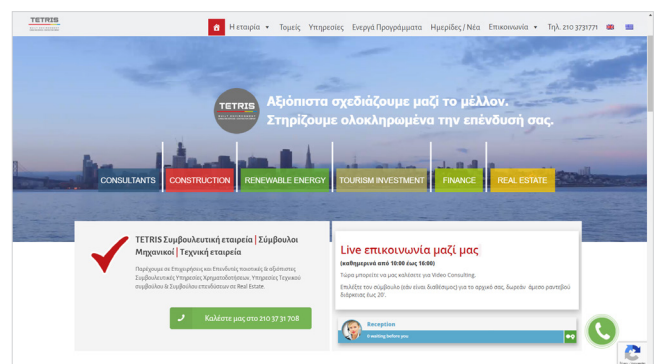 TETRIS
Η εταιρία Τομείς Υπηρεσίες Ενεργά Προγράμματα Ημερίδες / Νέα Επικοινωνία Τηλ. 210 3731771
TETRIS
Αξιόπιστα σχεδιάζουμε μαζί το μέλλον.
Στηρίζουμε ολοκληρωμένα την επένδυσή σας.
CONSULTANTS CONSTRUCTION RENEWABLE ENERGY TOURISM INVESTMENT FINANCE REAL ESTATE
TETRIS Συμβουλευτική εταιρεία | Σύμβουλοι
Μηχανικοί | Τεχνική εταιρεία
Παρέχουμε σε Επιχειρήσεις και Επενδυτές ποιοτικές & αξιόπιστες
Συμβουλευτικές Υπηρεσίες Χρηματοδοτήσεων. Υπηρεσίες Τεχνικού
συμβούλου & Συμβούλου επενδύσεων σε Real Estate.
Καλέστε μας στο 210 37 31 708
Live επικοινωνία μαζί μας
(καθημερινά από 10:00 έως 16:00)
Τώρα μπορείτε να μας καλέσετε για Video Consulting.
Επιλέξτε τον σύμβουλο (εάν είναι διαθέσιμος) για το αρχικό σας, δωρεάν άμεσο ραντεβού
διάρκειας έως 20'.
Reception
0 waiting before you